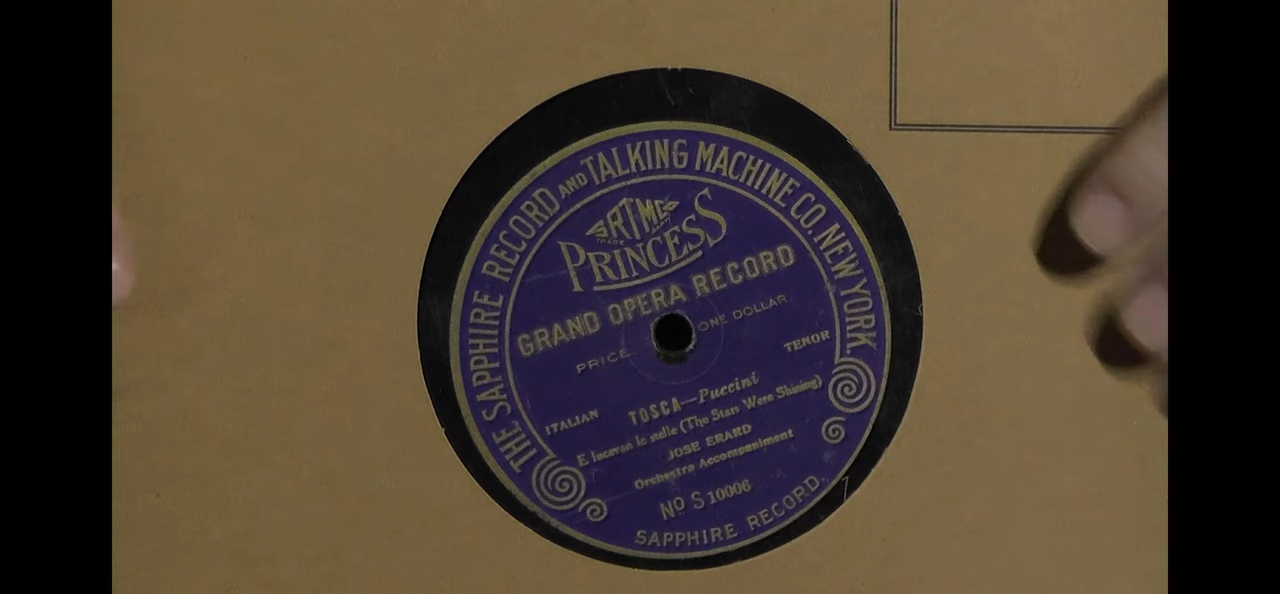 THE SAPPHIRE RECORD AND TALKING MACHINE CO. NEW YORK.
ARTMC
TRADE MARK
PRINCESS
GRAND OPERA RECORD
PRICE ONE DOLLAR
ITALIAN TENOR
TOSCA—Puccini
E lucevan le stelle (The Stars Were Shining)
JOSE ERARD
Orchestra Accompaniment
No S 10006
SAPPHIRE RECORD.